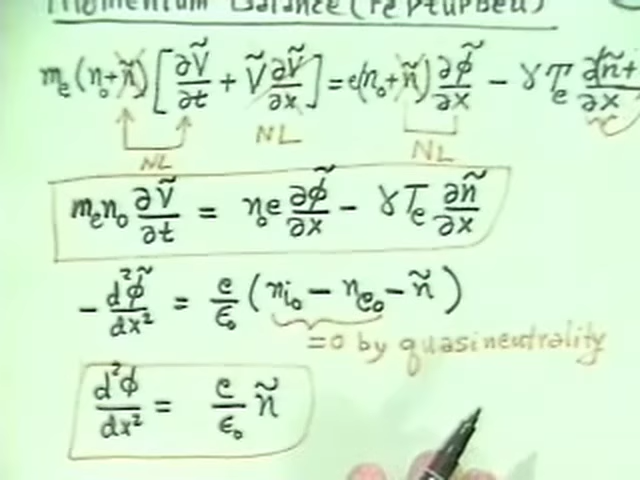 Momentum Balance (Perturbed)
mₑ(n₀+ñ)[∂Ṽ/∂t + Ṽ ∂Ṽ/∂x] = e(n₀+ñ) ∂φ̃/∂x − γTₑ ∂(ñ+
NL NL NL
mₑn₀ ∂Ṽ/∂t = n₀e ∂φ̃/∂x − γTₑ ∂ñ/∂x
− d²φ̃/dx² = e/ε₀ (nᵢ₀ − nₑ₀ − ñ)
=0 by quasineutrality
d²φ/dx² = e/ε₀ ñ